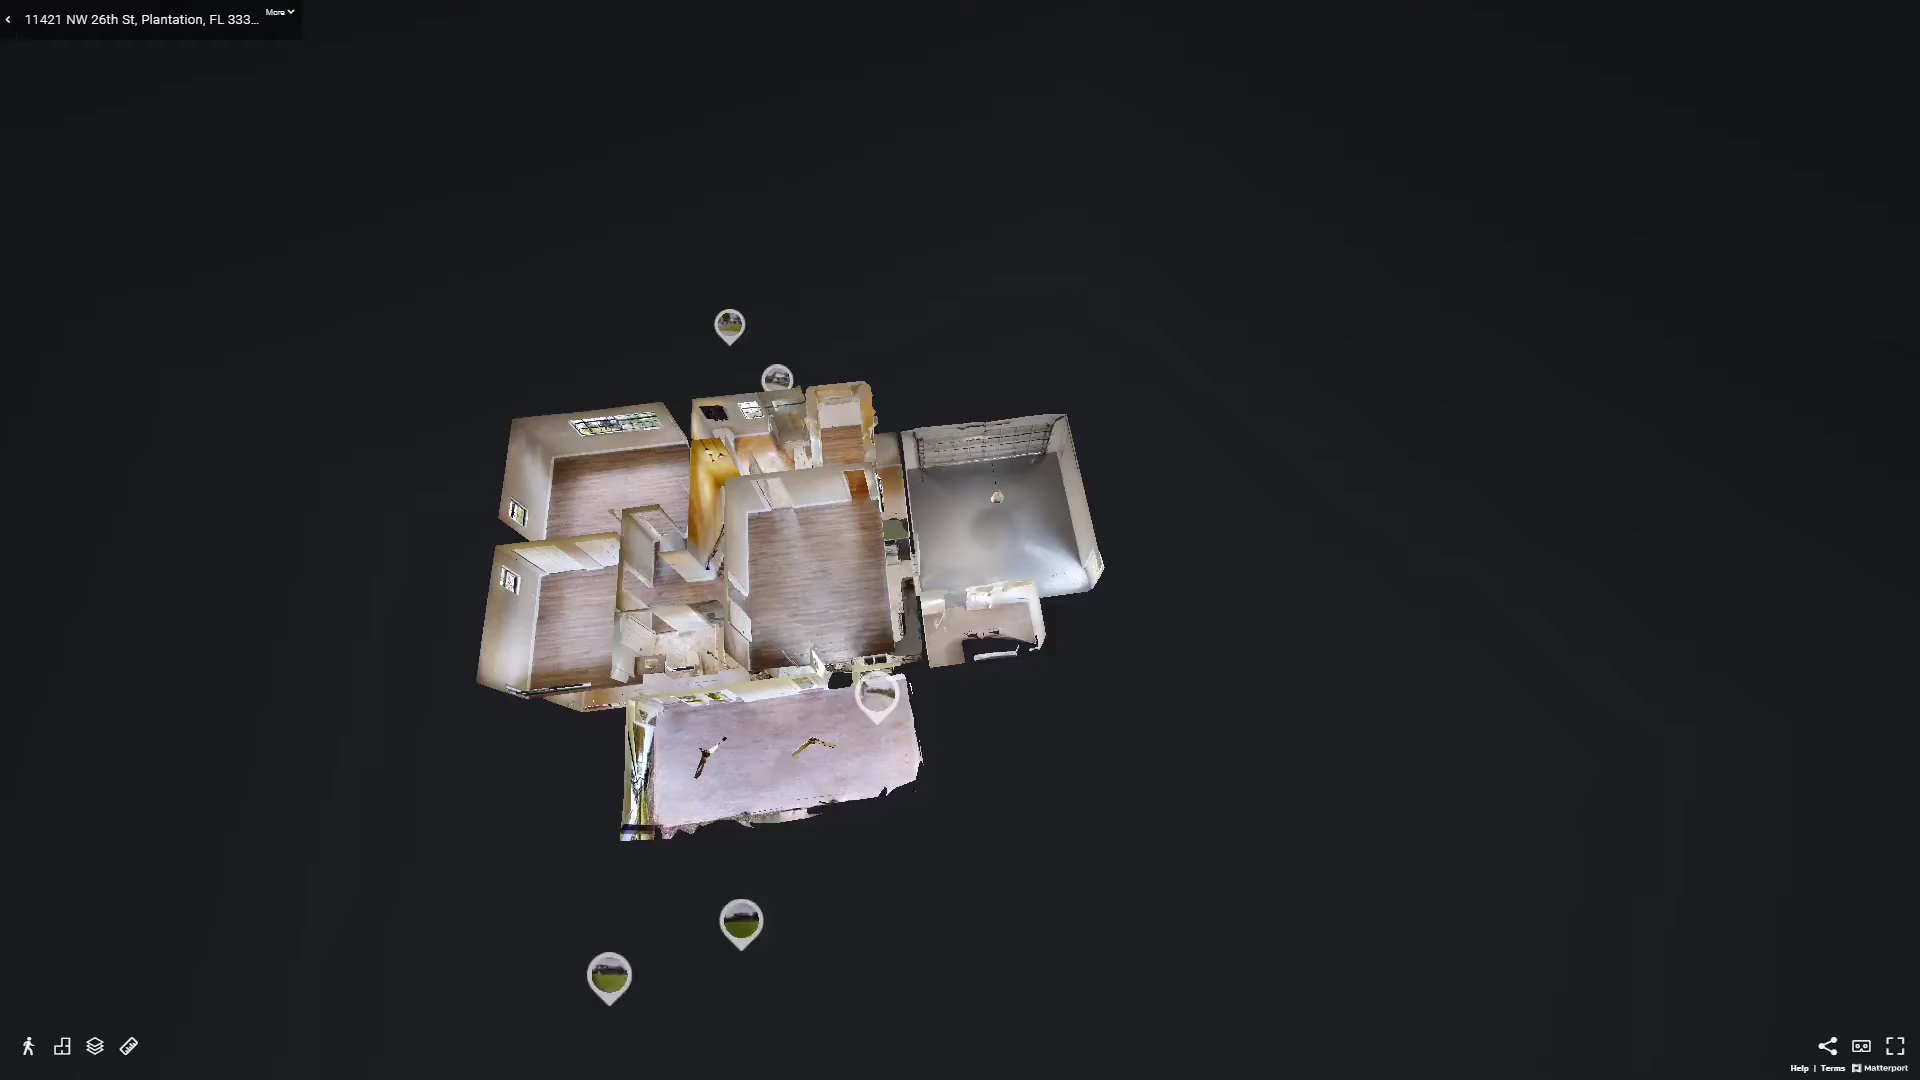 11421 NW 26th St, Plantation, FL 333...
More
Help | Terms Matterport